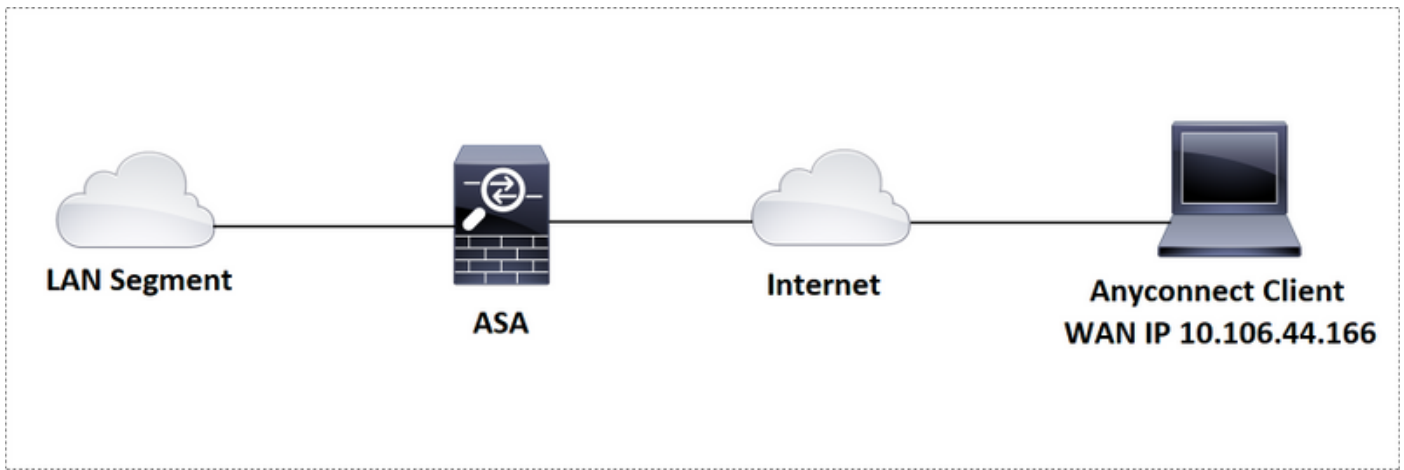 LAN Segment
ASA
Internet
Anyconnect Client
WAN IP 10.106.44.166